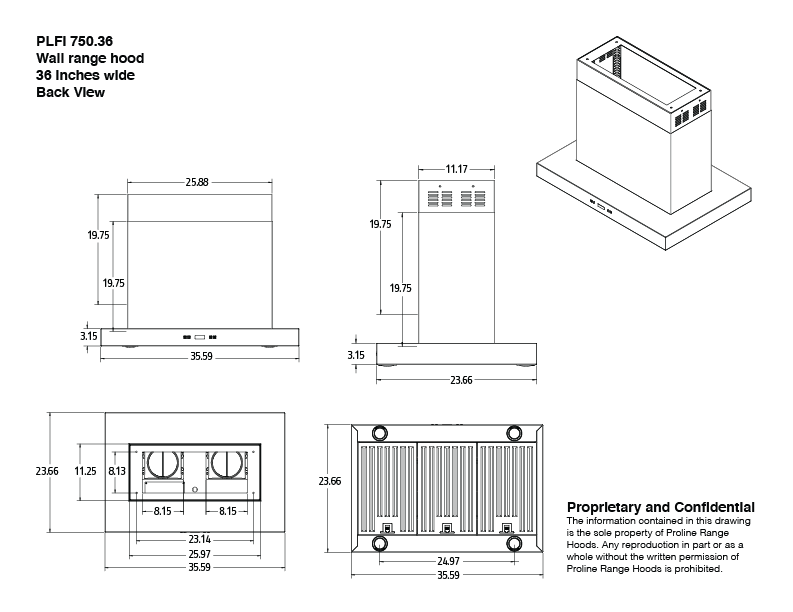 PLFI 750.36
Wall range hood
36 Inches wide
Back View
25.88
19.75
19.75
3.15
35.59
11.17
19.75
19.75
3.15
23.66
23.66
11.25
8.13
8.15
8.15
23.14
25.97
35.59
23.66
24.97
35.59
Proprietary and Confidential
The information contained in this drawing
is the sole property of Proline Range
Hoods. Any reproduction in part or as a
whole without the written permission of
Proline Range Hoods is prohibited.